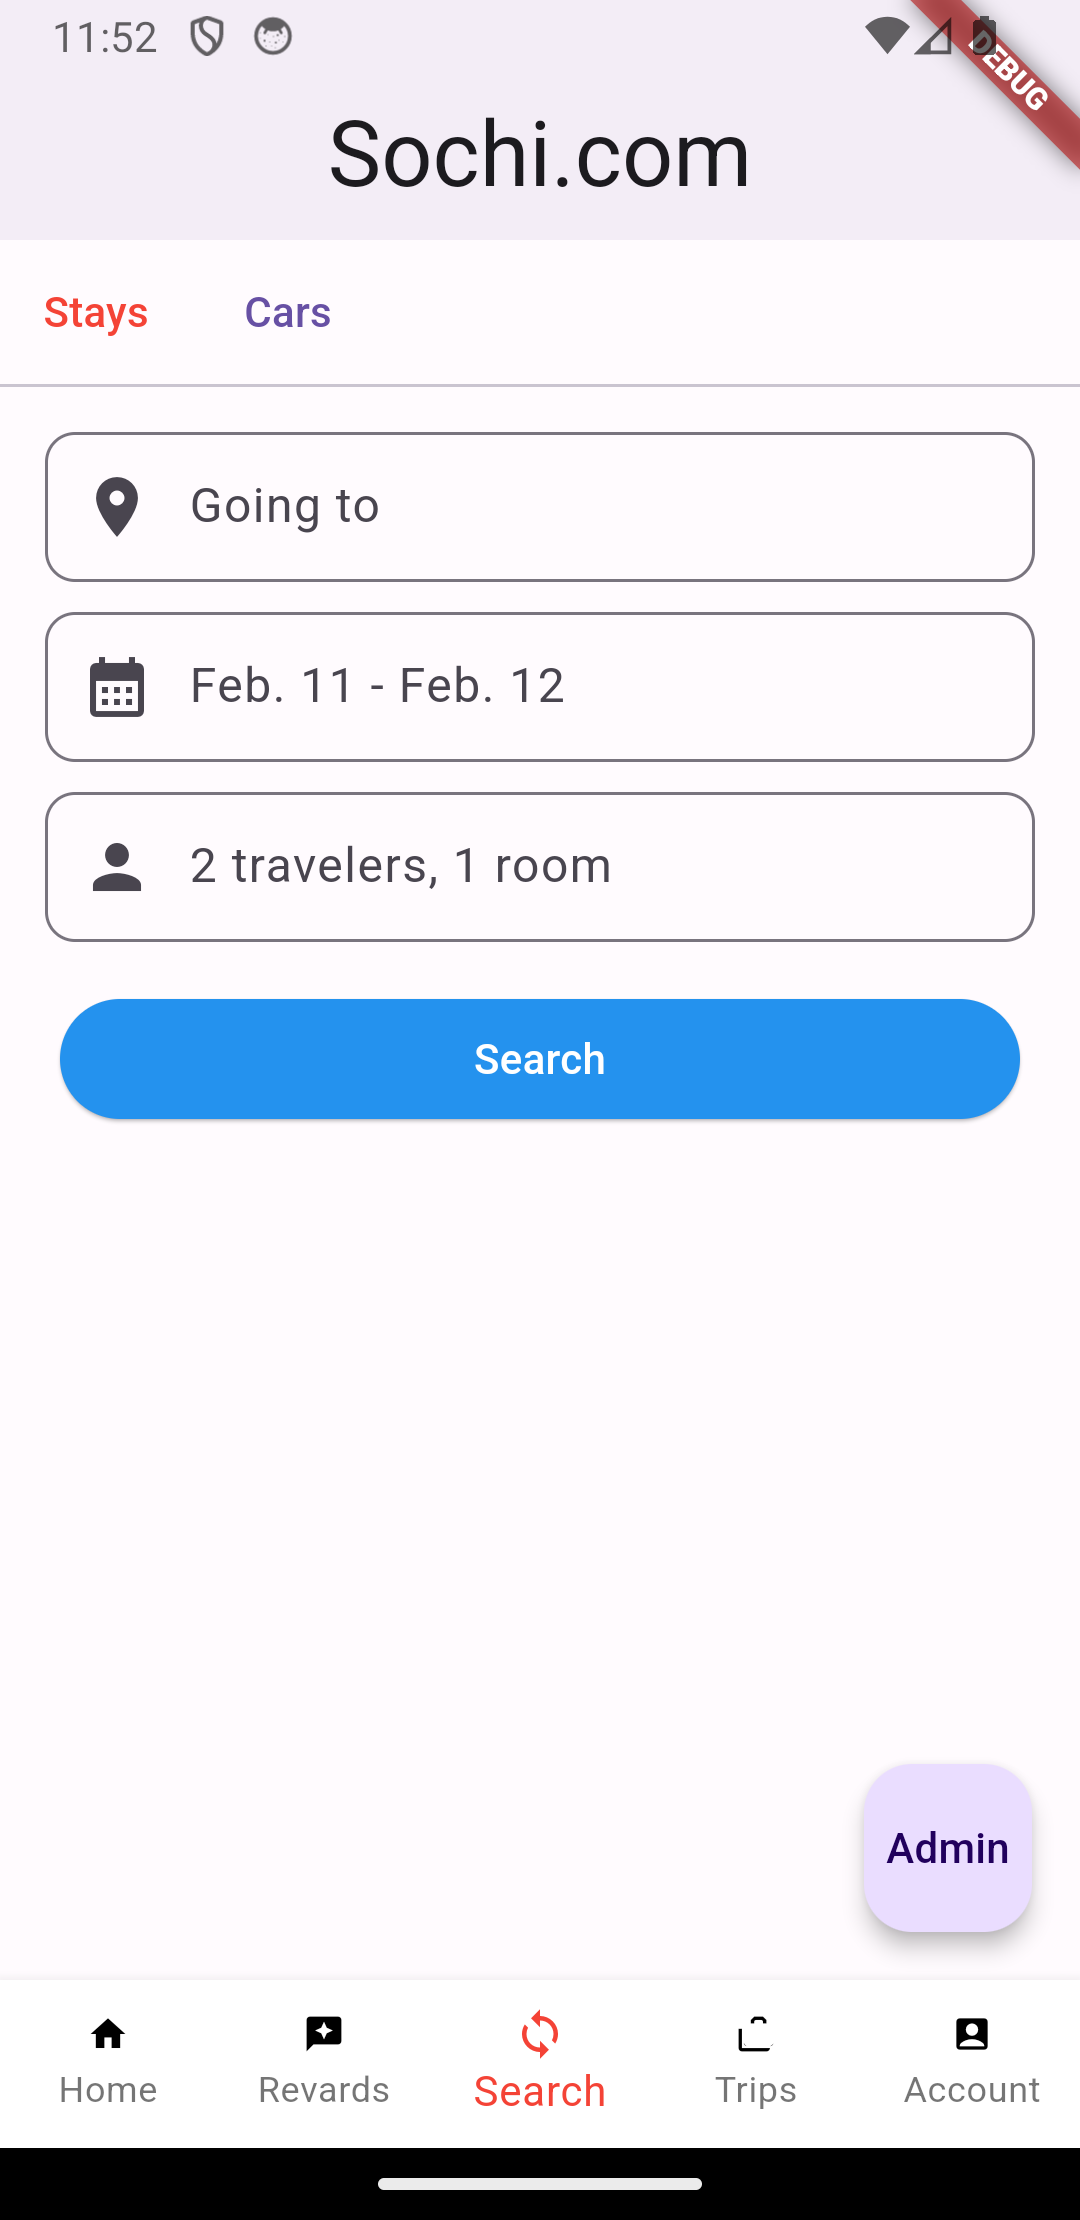 11:52
DEBUG
Sochi.com
Stays Cars
Going to
Feb. 11 - Feb. 12
2 travelers, 1 room
Search
Admin
Home Revards Search Trips Account